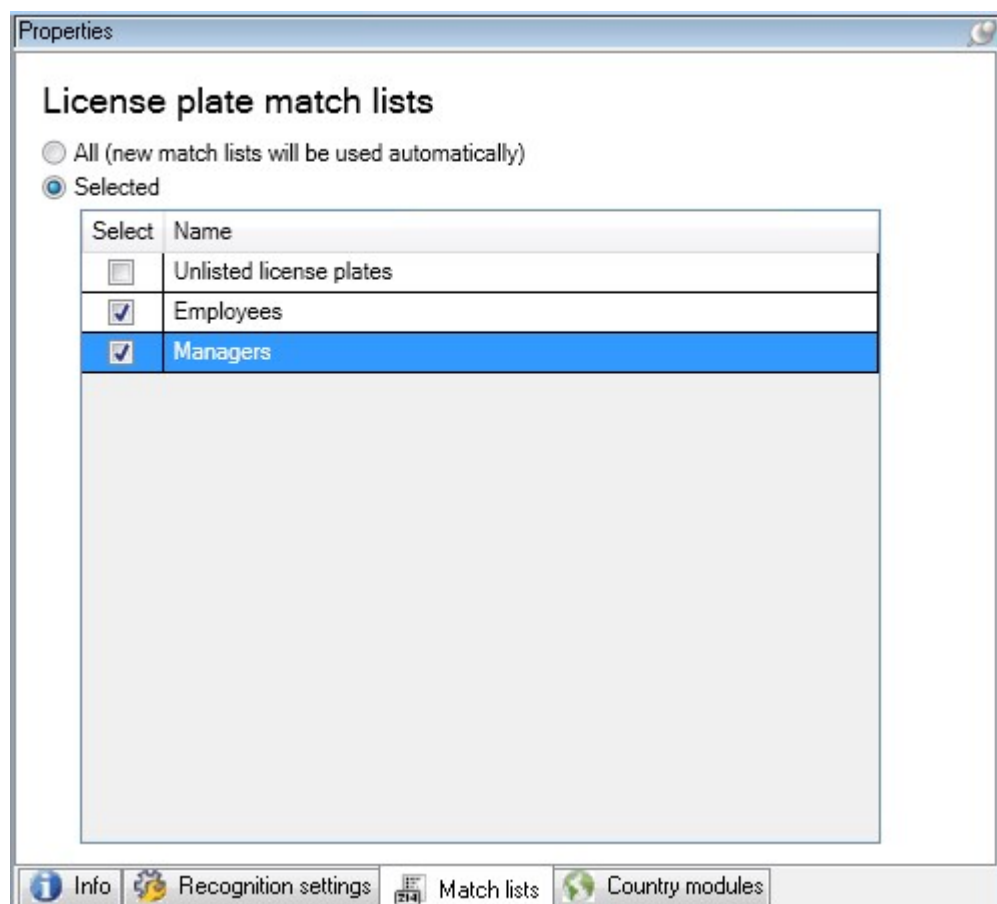 Properties
License plate match lists
All (new match lists will be used automatically)
Selected
Select Name
Unlisted license plates
Employees
Managers
Info Recognition settings 214 Match lists Country modules